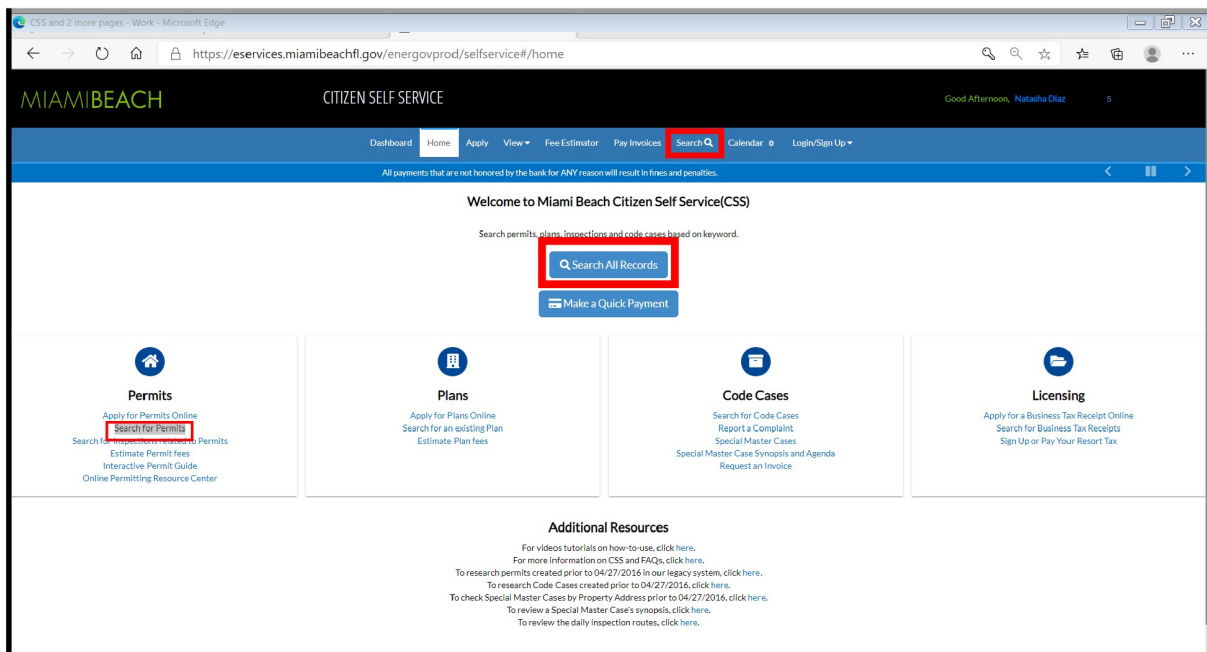 CSS and 2 more pages - Work - Microsoft Edge
https://eservices.miamibeachfl.gov/energovprod/selfservice#/home
MIAMIBEACH
CITIZEN SELF SERVICE
Good Afternoon, Natasha Diaz 5
Dashboard Home Apply View Fee Estimator Pay Invoices Search Calendar 0 Login/Sign Up
All payments that are not honored by the bank for ANY reason will result in fines and penalties.
Welcome to Miami Beach Citizen Self Service(CSS)
Search permits, plans, inspections and code cases based on keyword.
Search All Records
Make a Quick Payment
Permits
Apply for Permits Online
Search for Permits
Search for Inspections related to Permits
Estimate Permit fees
Interactive Permit Guide
Online Permitting Resource Center
Plans
Apply for Plans Online
Search for an existing Plan
Estimate Plan fees
Code Cases
Search for Code Cases
Report a Complaint
Special Master Cases
Special Master Case Synopsis and Agenda
Request an Invoice
Licensing
Apply for a Business Tax Receipt Online
Search for Business Tax Receipts
Sign Up or Pay Your Resort Tax
Additional Resources
For videos tutorials on how-to-use, click here.
For more information on CSS and FAQs, click here.
To research permits created prior to 04/27/2016 in our legacy system, click here.
To research Code Cases created prior to 04/27/2016, click here.
To check Special Master Cases by Property Address prior to 04/27/2016, click here.
To review a Special Master Case's synopsis, click here.
To review the daily inspection routes, click here.